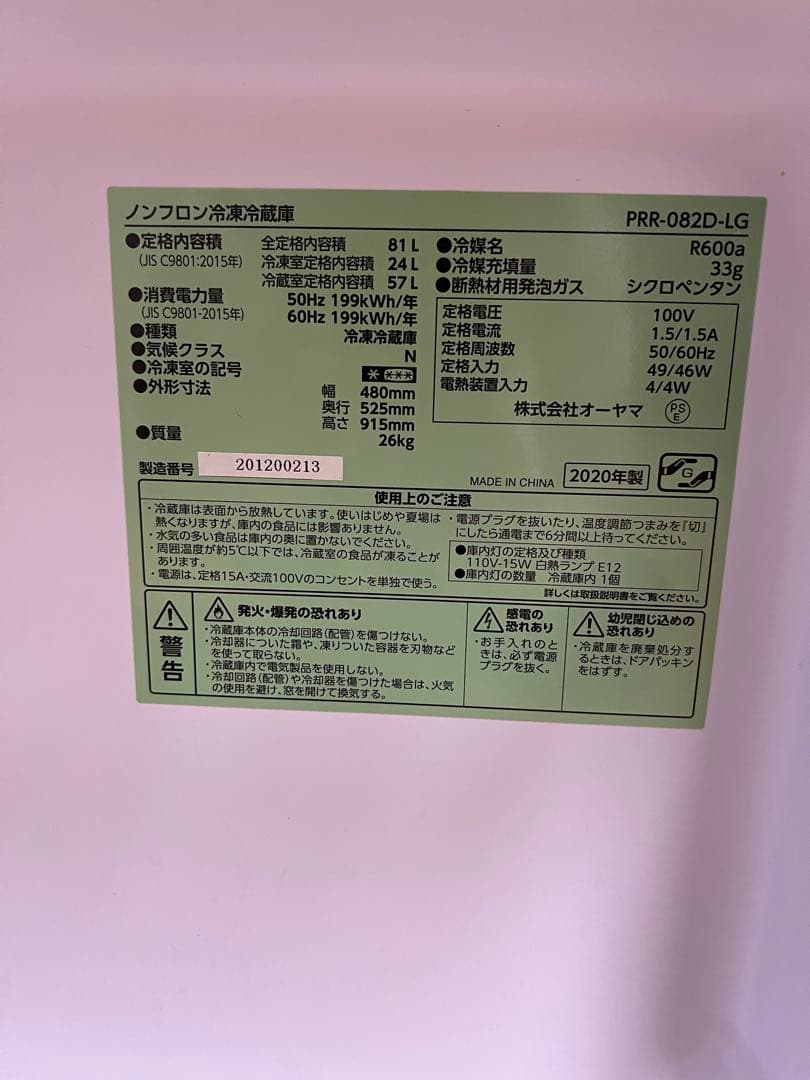 ノンフロン冷凍冷蔵庫 PRR-082D-LG
●定格内容積 全定格内容積 81L
(JIS C9801:2015年) 冷凍室定格内容積 24L
冷蔵室定格内容積 57L
●消費電力量 50Hz 199kWh/年
(JIS C9801-2015年) 60Hz 199kWh/年
●種類 冷凍冷蔵庫
●気候クラス N
●冷凍室の記号
●外形寸法 幅 480mm
奥行 525mm
高さ 915mm
●質量 26kg
●冷媒名 R600a
●冷媒充填量 33g
●断熱材用発泡ガス シクロペンタン
定格電圧 100V
定格電流 1.5/1.5A
定格周波数 50/60Hz
定格入力 49/46W
電熱装置入力 4/4W
株式会社オーヤマ PSE
製造番号 201200213
MADE IN CHINA 2020年製 G
使用上のご注意
・冷蔵庫は表面から放熱しています。使いはじめや夏場は
熱くなりますが、庫内の食品には影響ありません。
・水気の多い食品は庫内の奥に置かないでください。
・周囲温度が約5℃以下では、冷蔵室の食品が凍ることが
あります。
・電源は、定格15A・交流100Vのコンセントを単独で使う。
・電源プラグを抜いたり、温度調節つまみを「切」
にしたら通電まで6分間以上待ってください。
●庫内灯の定格及び種類
110V-15W 白熱ランプ E12
●庫内灯の数量 冷蔵庫内 1個
詳しくは取扱説明書をご覧ください。
警告
発火・爆発の恐れあり
・冷蔵庫本体の冷却回路(配管)を傷つけない。
・冷却器についた霜や、凍りついた容器を刃物など
を使って取らない。
・冷蔵庫内で電気製品を使用しない。
・冷却回路(配管)や冷却器を傷つけた場合は、火気
の使用を避け、窓を開けて換気する。
感電の
恐れあり
・お手入れのと
きは、必ず電源
プラグを抜く。
幼児閉じ込めの
恐れあり
・冷蔵庫を廃棄処分す
るときは、ドアパッキン
をはずす。